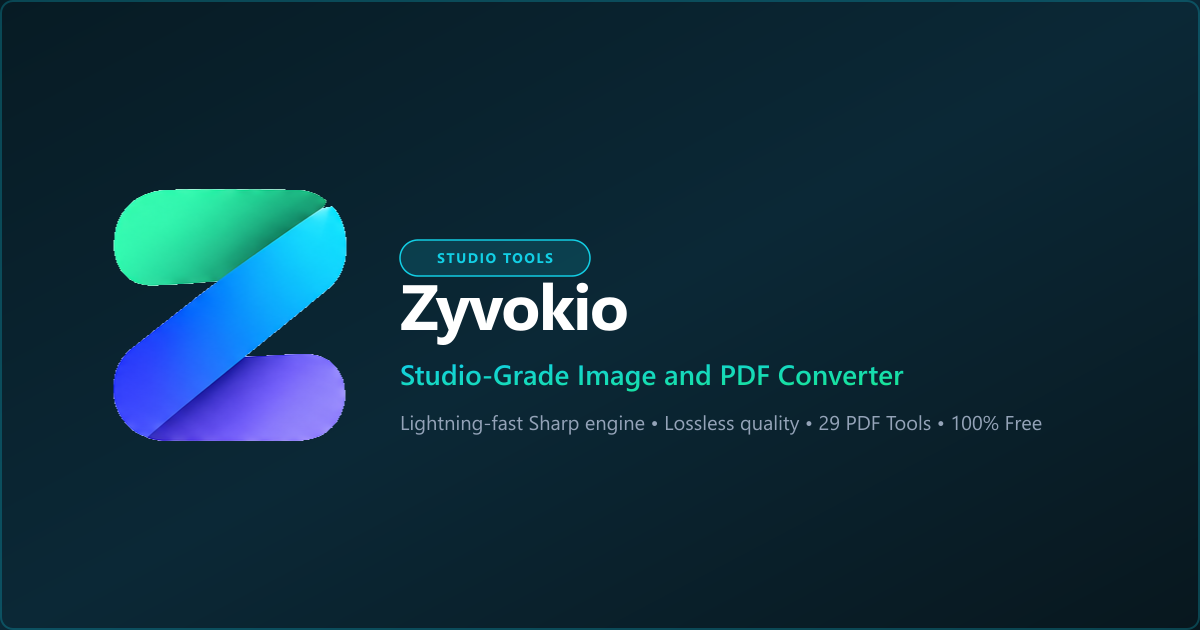 STUDIO TOOLS
Zyvokio
Studio-Grade Image and PDF Converter
Lightning-fast Sharp engine • Lossless quality • 29 PDF Tools • 100% Free